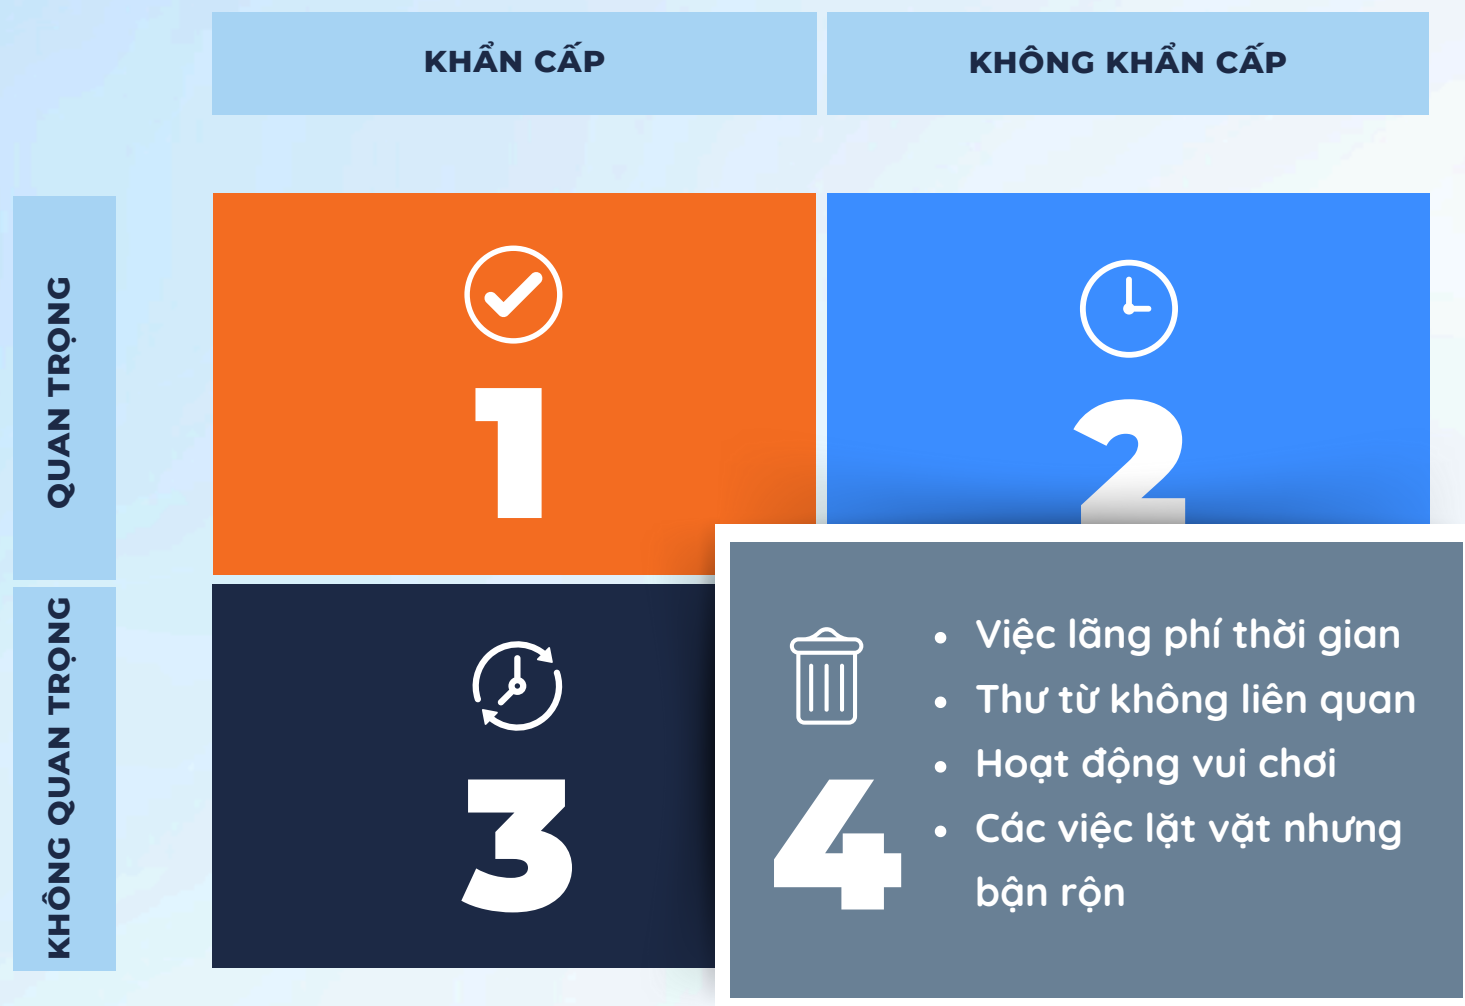 KHẨN CẤP
KHÔNG KHẨN CẤP
QUAN TRỌNG
1
2
KHÔNG QUAN TRỌNG
3
4
• Việc lãng phí thời gian
• Thư từ không liên quan
• Hoạt động vui chơi
• Các việc lặt vặt nhưng
bận rộn